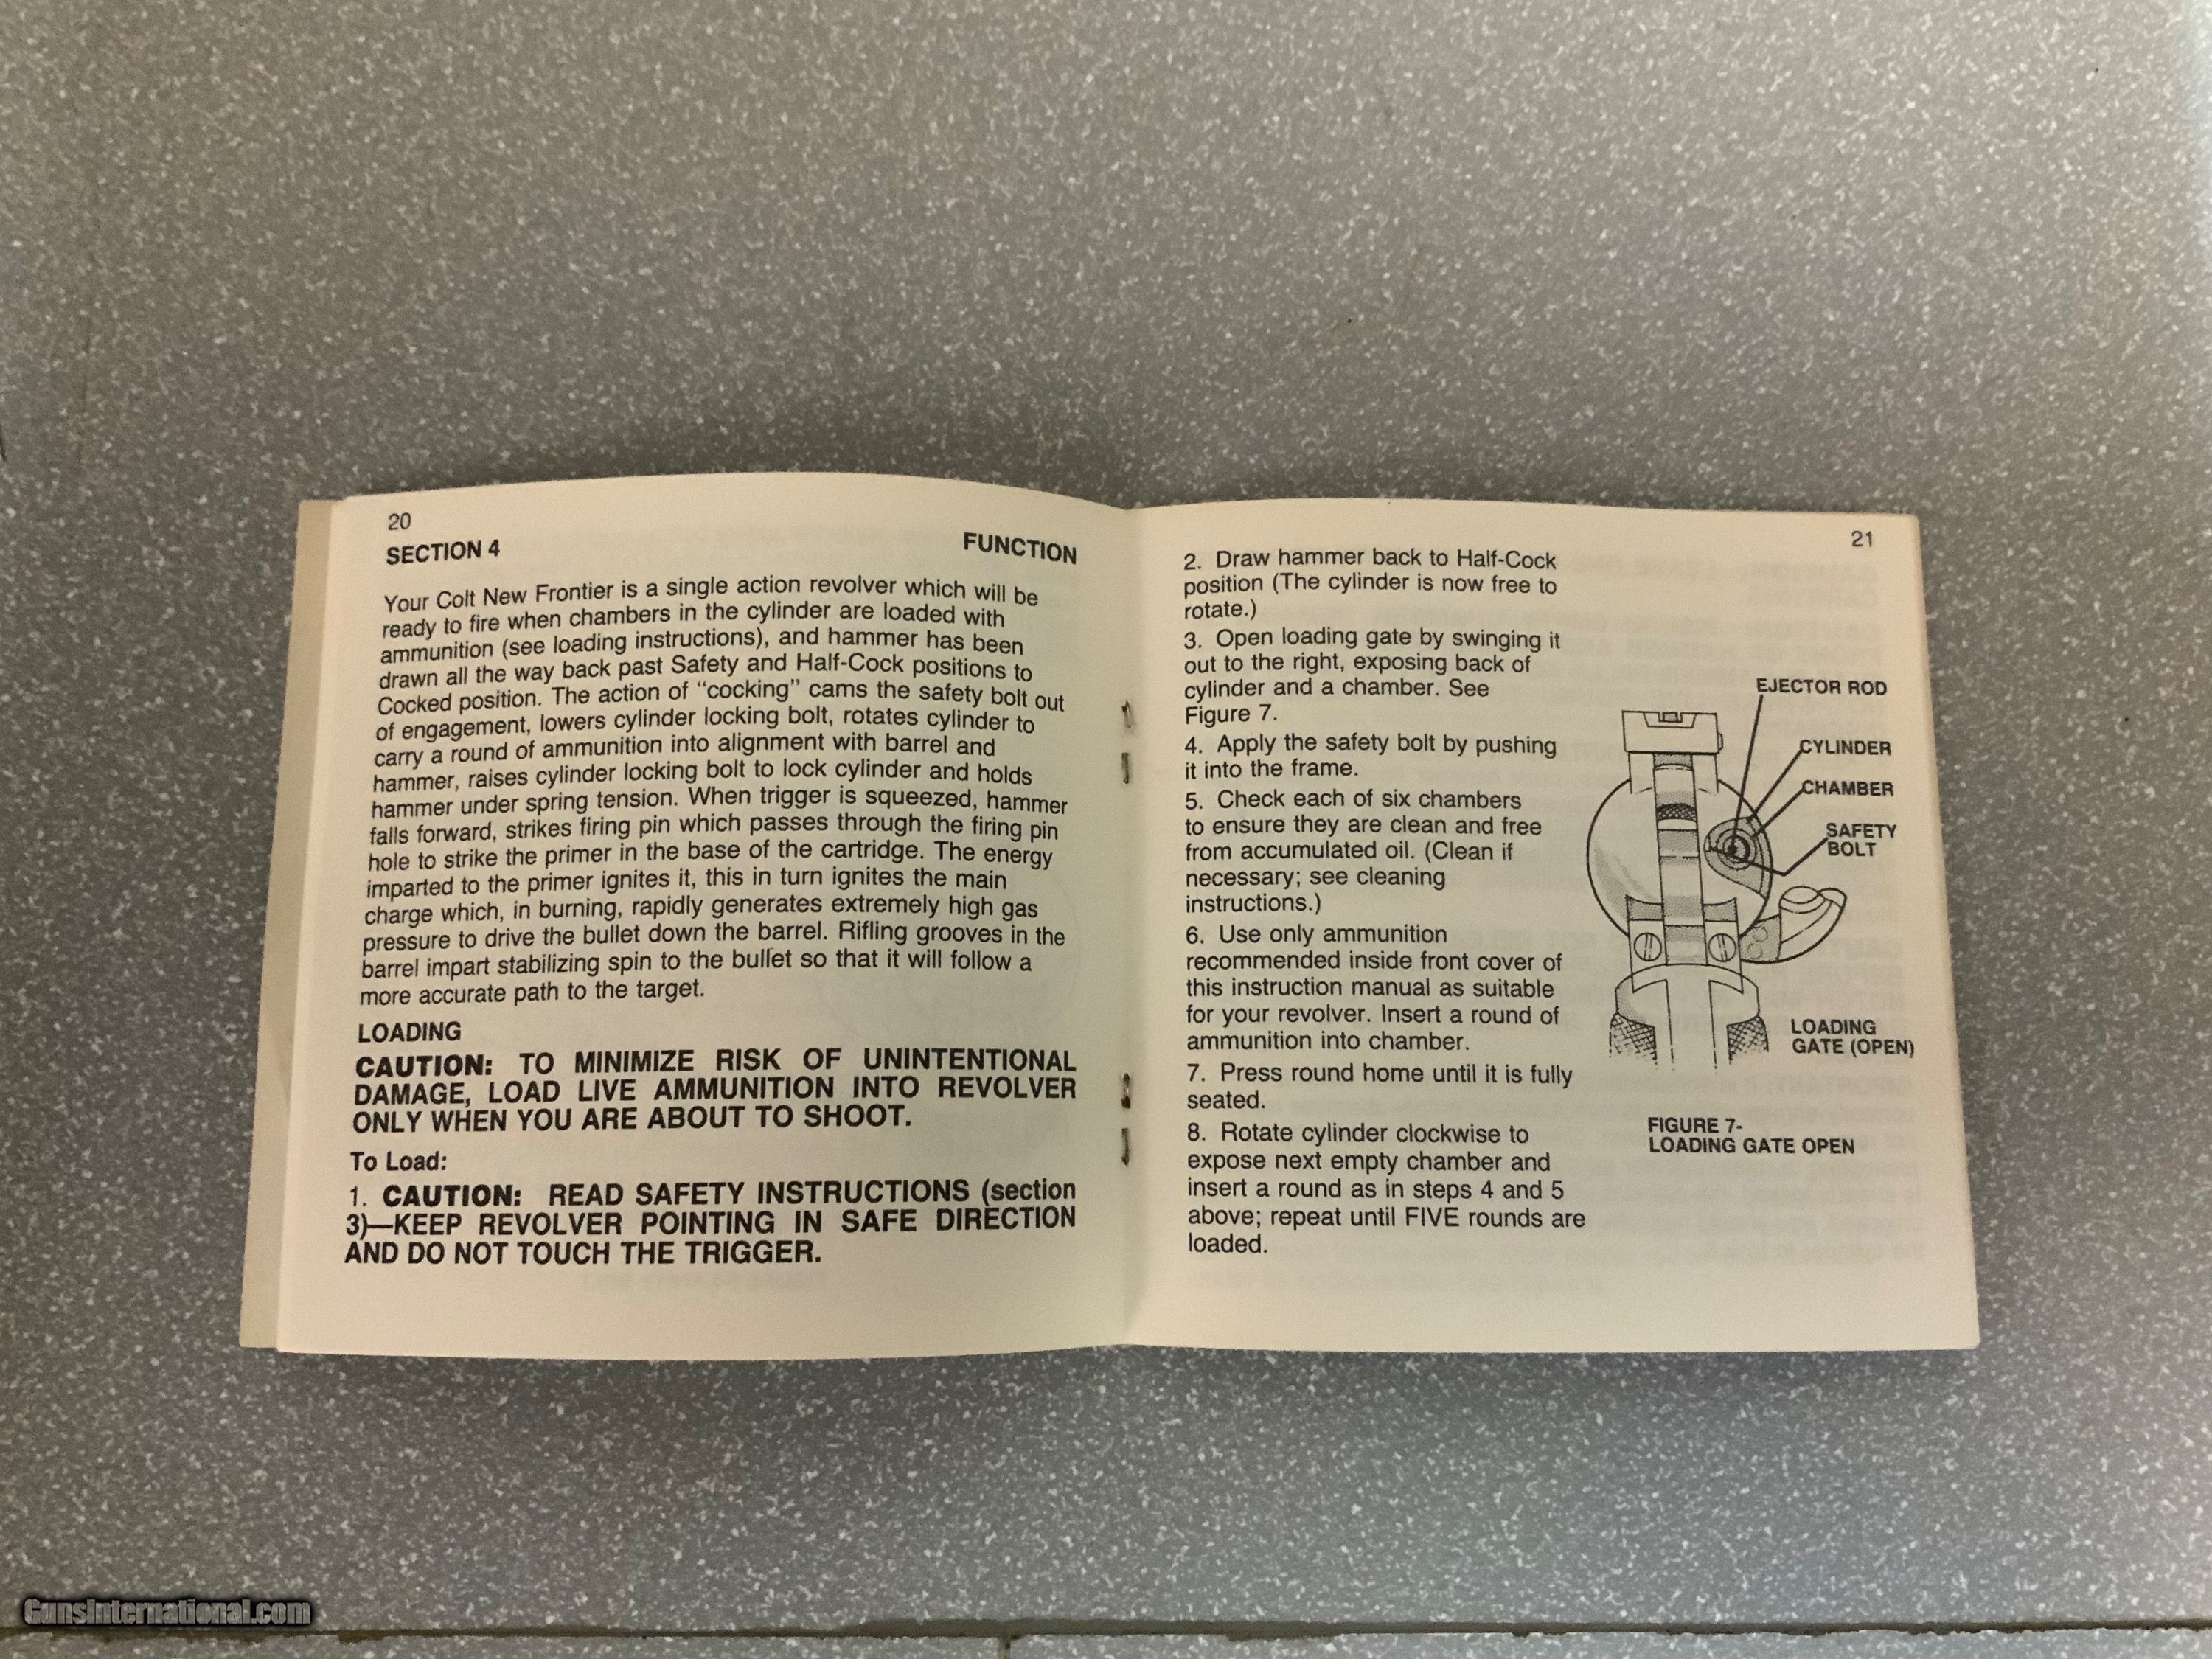 20
SECTION 4 FUNCTION
Your Colt New Frontier is a single action revolver which will be
ready to fire when chambers in the cylinder are loaded with
ammunition (see loading instructions), and hammer has been
drawn all the way back past Safety and Half-Cock positions to
Cocked position. The action of “cocking” cams the safety bolt out
of engagement, lowers cylinder locking bolt, rotates cylinder to
carry a round of ammunition into alignment with barrel and
hammer, raises cylinder locking bolt to lock cylinder and holds
hammer under spring tension. When trigger is squeezed, hammer
falls forward, strikes firing pin which passes through the firing pin
hole to strike the primer in the base of the cartridge. The energy
imparted to the primer ignites it, this in turn ignites the main
charge which, in burning, rapidly generates extremely high gas
pressure to drive the bullet down the barrel. Rifling grooves in the
barrel impart stabilizing spin to the bullet so that it will follow a
more accurate path to the target.
LOADING
CAUTION: TO MINIMIZE RISK OF UNINTENTIONAL
DAMAGE, LOAD LIVE AMMUNITION INTO REVOLVER
ONLY WHEN YOU ARE ABOUT TO SHOOT.
To Load:
1. CAUTION: READ SAFETY INSTRUCTIONS (section
3)—KEEP REVOLVER POINTING IN SAFE DIRECTION
AND DO NOT TOUCH THE TRIGGER.
21
2. Draw hammer back to Half-Cock
position (The cylinder is now free to
rotate.)
3. Open loading gate by swinging it
out to the right, exposing back of
cylinder and a chamber. See
Figure 7.
4. Apply the safety bolt by pushing
it into the frame.
5. Check each of six chambers
to ensure they are clean and free
from accumulated oil. (Clean if
necessary; see cleaning
instructions.)
6. Use only ammunition
recommended inside front cover of
this instruction manual as suitable
for your revolver. Insert a round of
ammunition into chamber.
7. Press round home until it is fully
seated.
8. Rotate cylinder clockwise to
expose next empty chamber and
insert a round as in steps 4 and 5
above; repeat until FIVE rounds are
loaded.
EJECTOR ROD
CYLINDER
CHAMBER
SAFETY
BOLT
LOADING
GATE (OPEN)
FIGURE 7-
LOADING GATE OPEN
GunsInternational.com